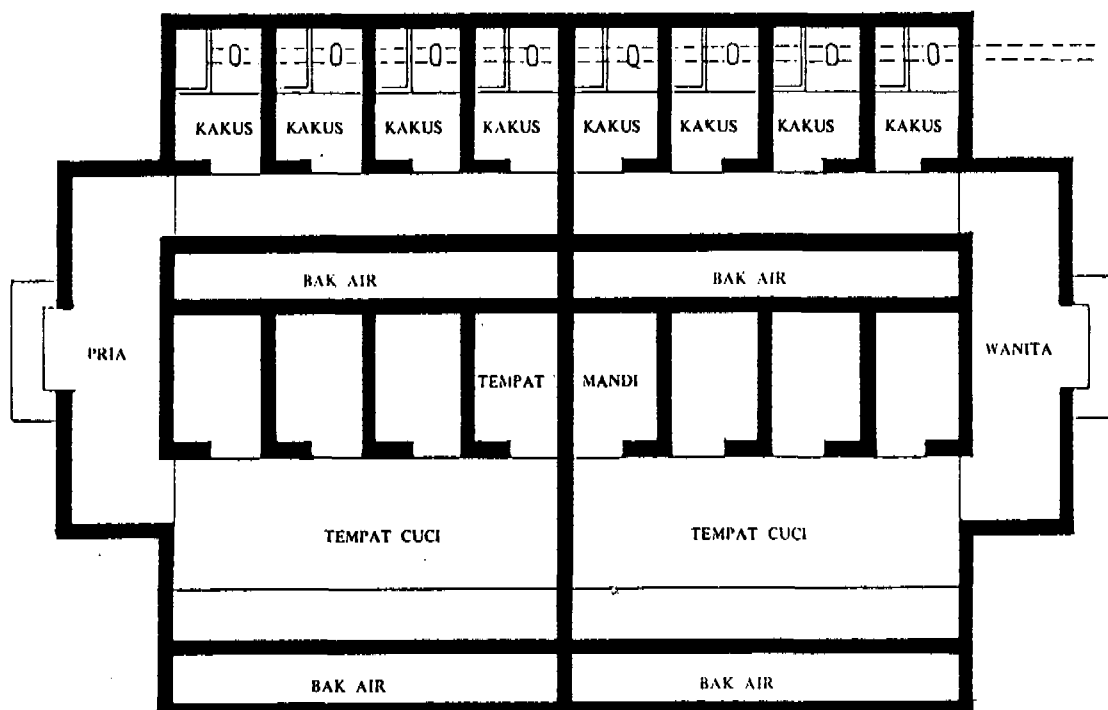 KAKUS KAKUS KAKUS KAKUS KAKUS KAKUS KAKUS KAKUS
BAK AIR BAK AIR
PRIA WANITA
TEMPAT MANDI
TEMPAT CUCI TEMPAT CUCI
BAK AIR BAK AIR